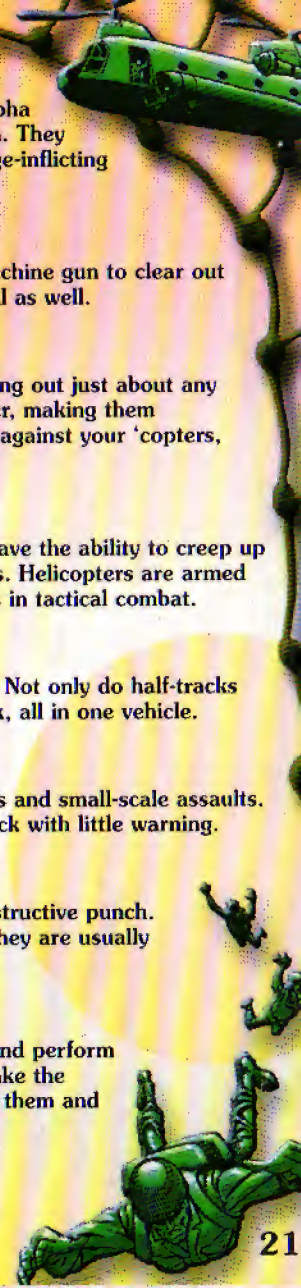 . They
-inflicting
chine gun to clear out
as well.
ng out just about any
, making them
against your 'copters,
ave the ability to creep up
. Helicopters are armed
in tactical combat.
Not only do half-tracks
, all in one vehicle.
s and small-scale assaults.
ck with little warning.
structive punch.
hey are usually
nd perform
ke the
them and
21